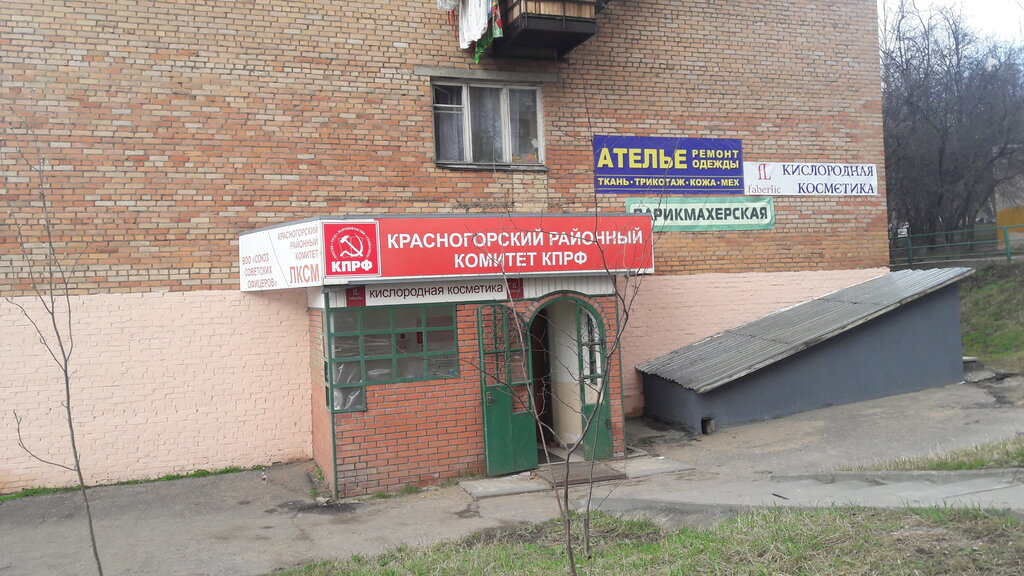 АТЕЛЬЕ РЕМОНТ ОДЕЖДЫ
ТКАНЬ·ТРИКОТАЖ·КОЖА·МЕХ
faberlic
КИСЛОРОДНАЯ
КОСМЕТИКА
ПАРИКМАХЕРСКАЯ
ВОО «СОЮЗ
СОВЕТСКИХ
ОФИЦЕРОВ»
КРАСНОГОРСКИЙ
РАЙОННЫЙ
КОМИТЕТ
ЛКСМ
КПРФ
КРАСНОГОРСКИЙ РАЙОННЫЙ
КОМИТЕТ КПРФ
кислородная косметика